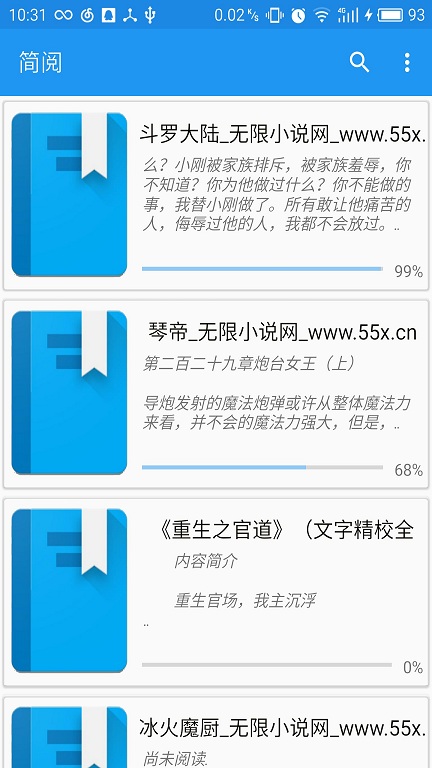 10:31
0.02 K/s
4G
93
简阅
斗罗大陆_无限小说网_www.55x.
么？小刚被家族排斥，被家族羞辱，你
不知道？你为他做过什么？你不能做的
事，我替小刚做了。所有敢让他痛苦的
人，侮辱过他的人，我都不会放过。..
99%
琴帝_无限小说网_www.55x.cn
第二百二十九章炮台女王（上）
导炮发射的魔法炮弹或许从整体魔法力
来看，并不会的魔法力强大，但是，..
68%
《重生之官道》（文字精校全
内容简介
重生官场，我主沉浮
..
0%
冰火魔厨_无限小说网_www.55x.
尚未阅读.